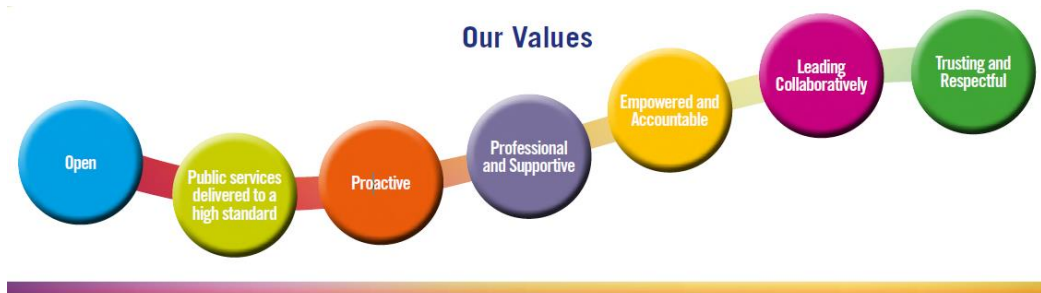 Our Values
Open
Public services
delivered to a
high standard
Proactive
Professional
and Supportive
Empowered and
Accountable
Leading
Collaboratively
Trusting and
Respectful